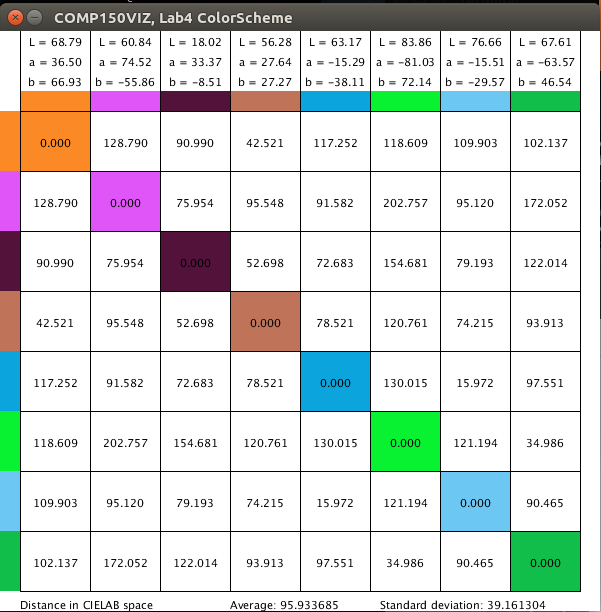 COMP150VIZ, Lab4 ColorScheme
L = 68.79 L = 60.84 L = 18.02 L = 56.28 L = 63.17 L = 83.86 L = 76.66 L = 67.61
a = 36.50 a = 74.52 a = 33.37 a = 27.64 a = -15.29 a = -81.03 a = -15.51 a = -63.57
b = 66.93 b = -55.86 b = -8.51 b = 27.27 b = -38.11 b = 72.14 b = -29.57 b = 46.54
0.000 128.790 90.990 42.521 117.252 118.609 109.903 102.137
128.790 0.000 75.954 95.548 91.582 202.757 95.120 172.052
90.990 75.954 0.000 52.698 72.683 154.681 79.193 122.014
42.521 95.548 52.698 0.000 78.521 120.761 74.215 93.913
117.252 91.582 72.683 78.521 0.000 130.015 15.972 97.551
118.609 202.757 154.681 120.761 130.015 0.000 121.194 34.986
109.903 95.120 79.193 74.215 15.972 121.194 0.000 90.465
102.137 172.052 122.014 93.913 97.551 34.986 90.465 0.000
Distance in CIELAB space Average: 95.933685 Standard deviation: 39.161304